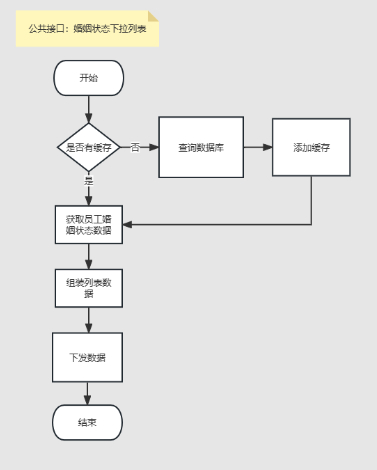 公共接口：婚姻状态下拉列表
开始
是否有缓存
否
查询数据库
添加缓存
是
获取员工婚
姻状态数据
组装列表数
据
下发数据
结束